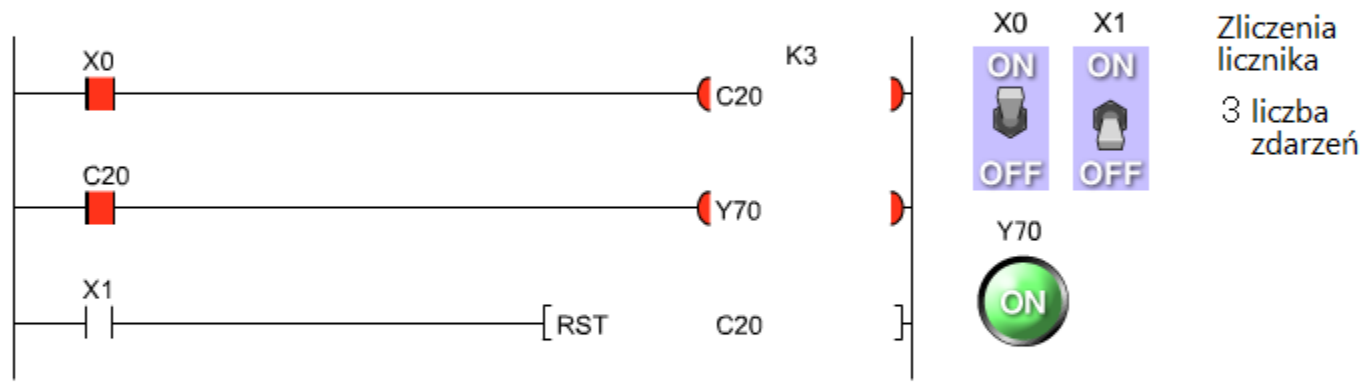 X0
K3
C20
C20
Y70
X1
RST C20
X0 X1
ON ON
OFF OFF
Y70
ON
Zliczenia
licznika
3 liczba
zdarzeń